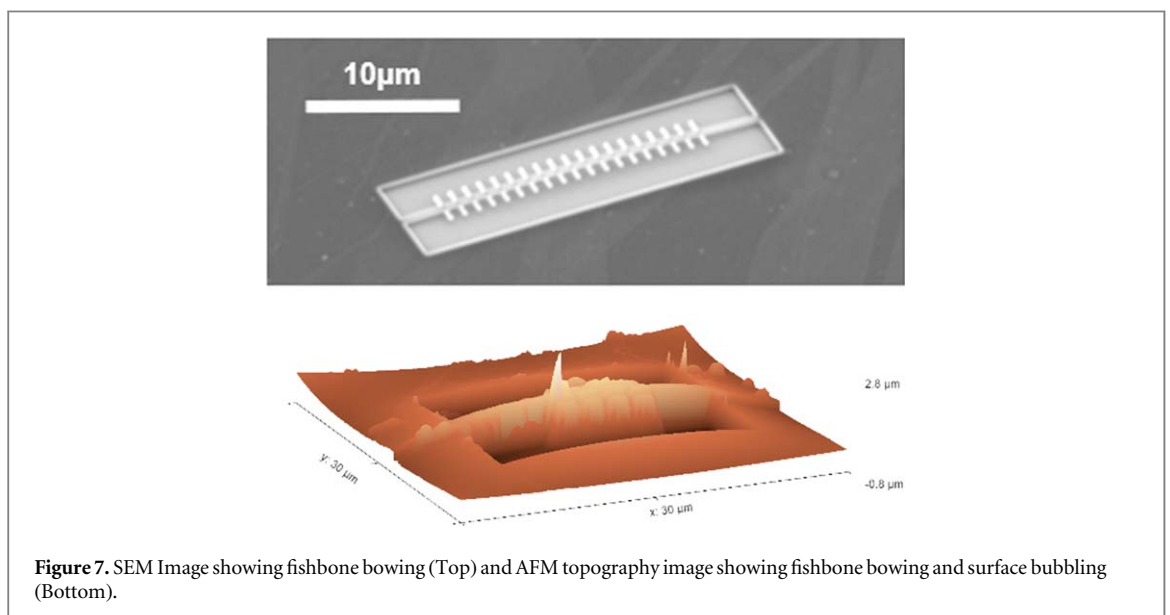 10µm
2.8 µm
y: 30 µm
-0.8 µm
x: 30 µm
Figure 7. SEM Image showing fishbone bowing (Top) and AFM topography image showing fishbone bowing and surface bubbling
(Bottom).